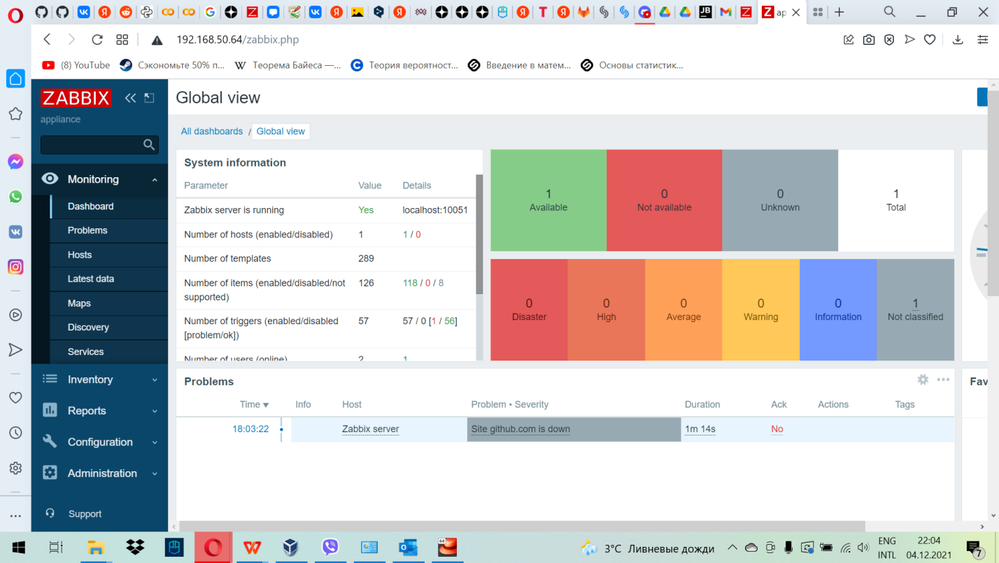 ap
192.168.50.64/zabbix.php
(8) YouTube
Сэкономьте 50% п...
W Теорема Байеса —...
Теория вероятност...
Введение в матем...
Основы статистик...
ZABBIX
appliance
Global view
All dashboards / Global view
Monitoring
Dashboard
Problems
Hosts
Latest data
Maps
Discovery
Services
Inventory
Reports
Configuration
Administration
Support
System information
Parameter Value Details
Zabbix server is running Yes localhost:10051
Number of hosts (enabled/disabled) 1 1 / 0
Number of templates 289
Number of items (enabled/disabled/not supported) 126 118 / 0 / 8
Number of triggers (enabled/disabled [problem/ok]) 57 57 / 0 [1 / 56]
Number of users (online) 2 1
1 Available
0 Not available
0 Unknown
1 Total
0 Disaster
0 High
0 Average
0 Warning
0 Information
1 Not classified
Problems
Fav
Time Info Host Problem • Severity Duration Ack Actions Tags
18:03:22 Zabbix server Site github.com is down 1m 14s No
3°C Ливневые дожди
ENG
INTL
22:04
04.12.2021
7